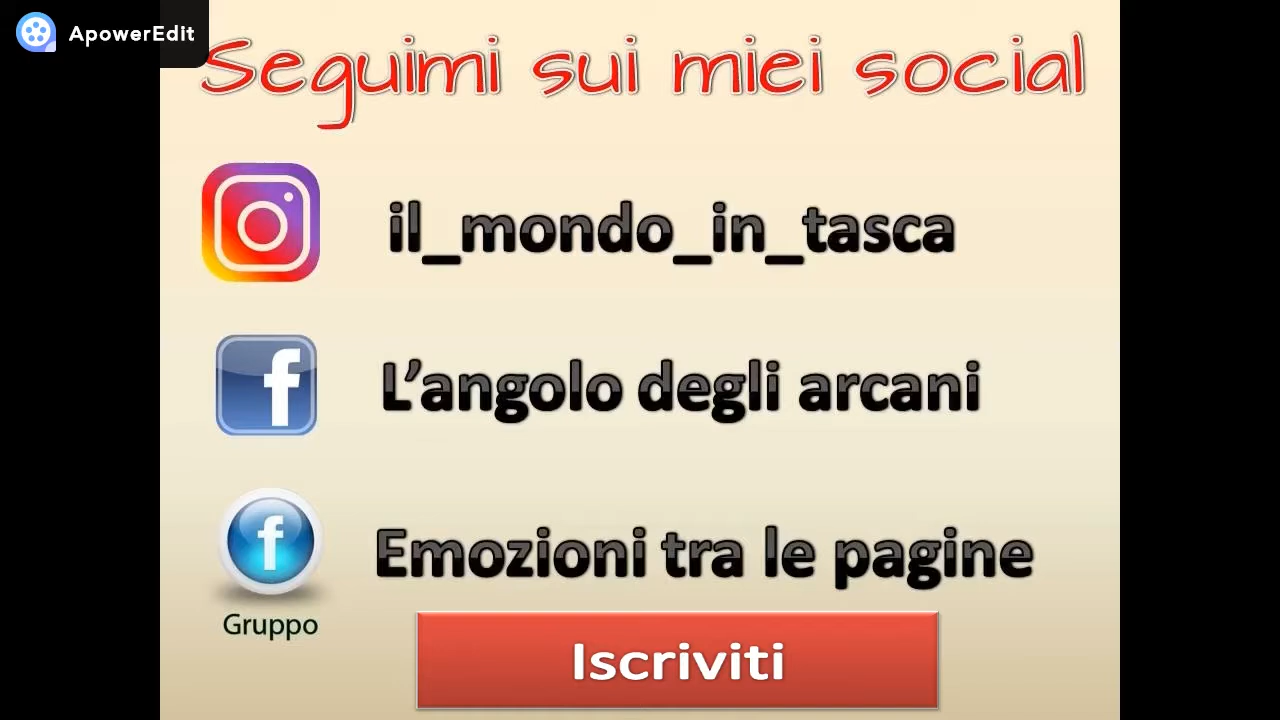 ApowerEdit
Seguimi sui miei social
il_mondo_in_tasca
L'angolo degli arcani
Emozioni tra le pagine
Gruppo
Iscriviti